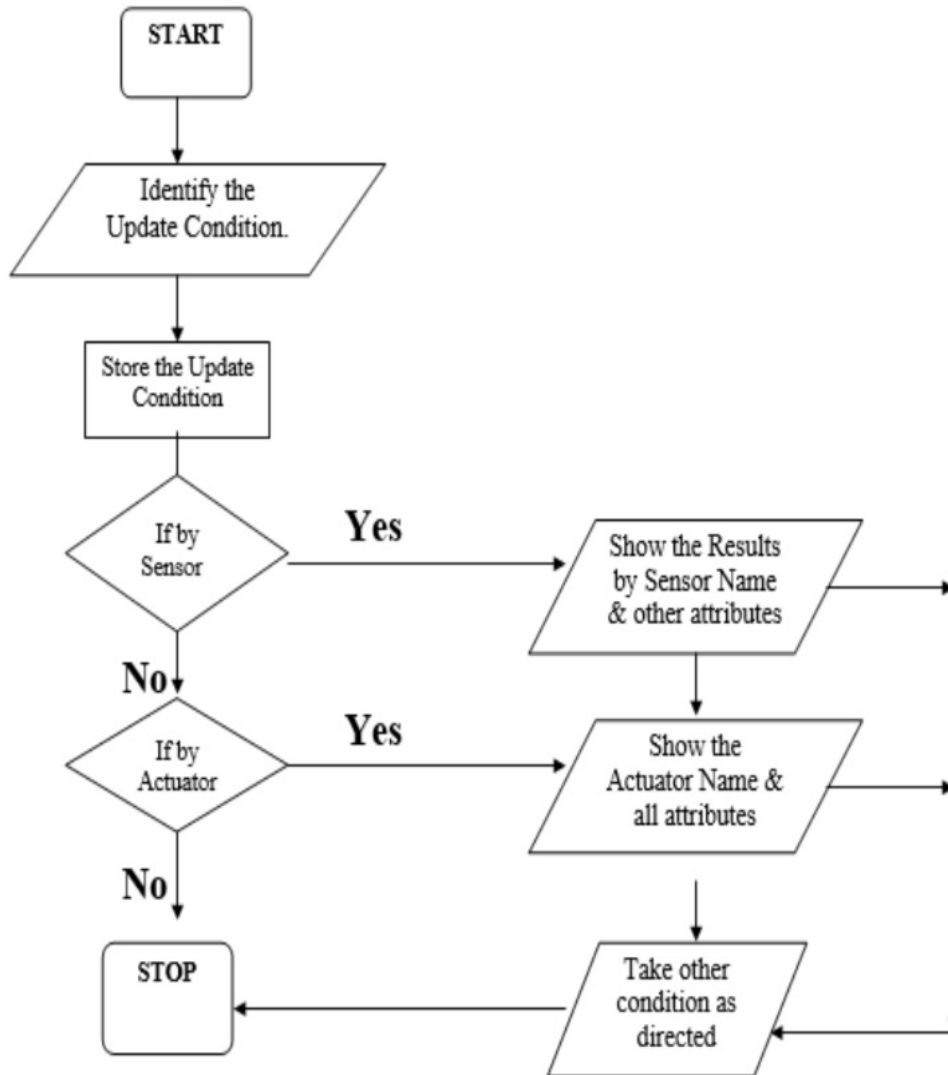 START
Identify the
Update Condition.
Store the Update
Condition
If by
Sensor
Yes
Show the Results
by Sensor Name
& other attributes
No
If by
Actuator
Yes
Show the
Actuator Name &
all attributes
No
STOP
Take other
condition as
directed